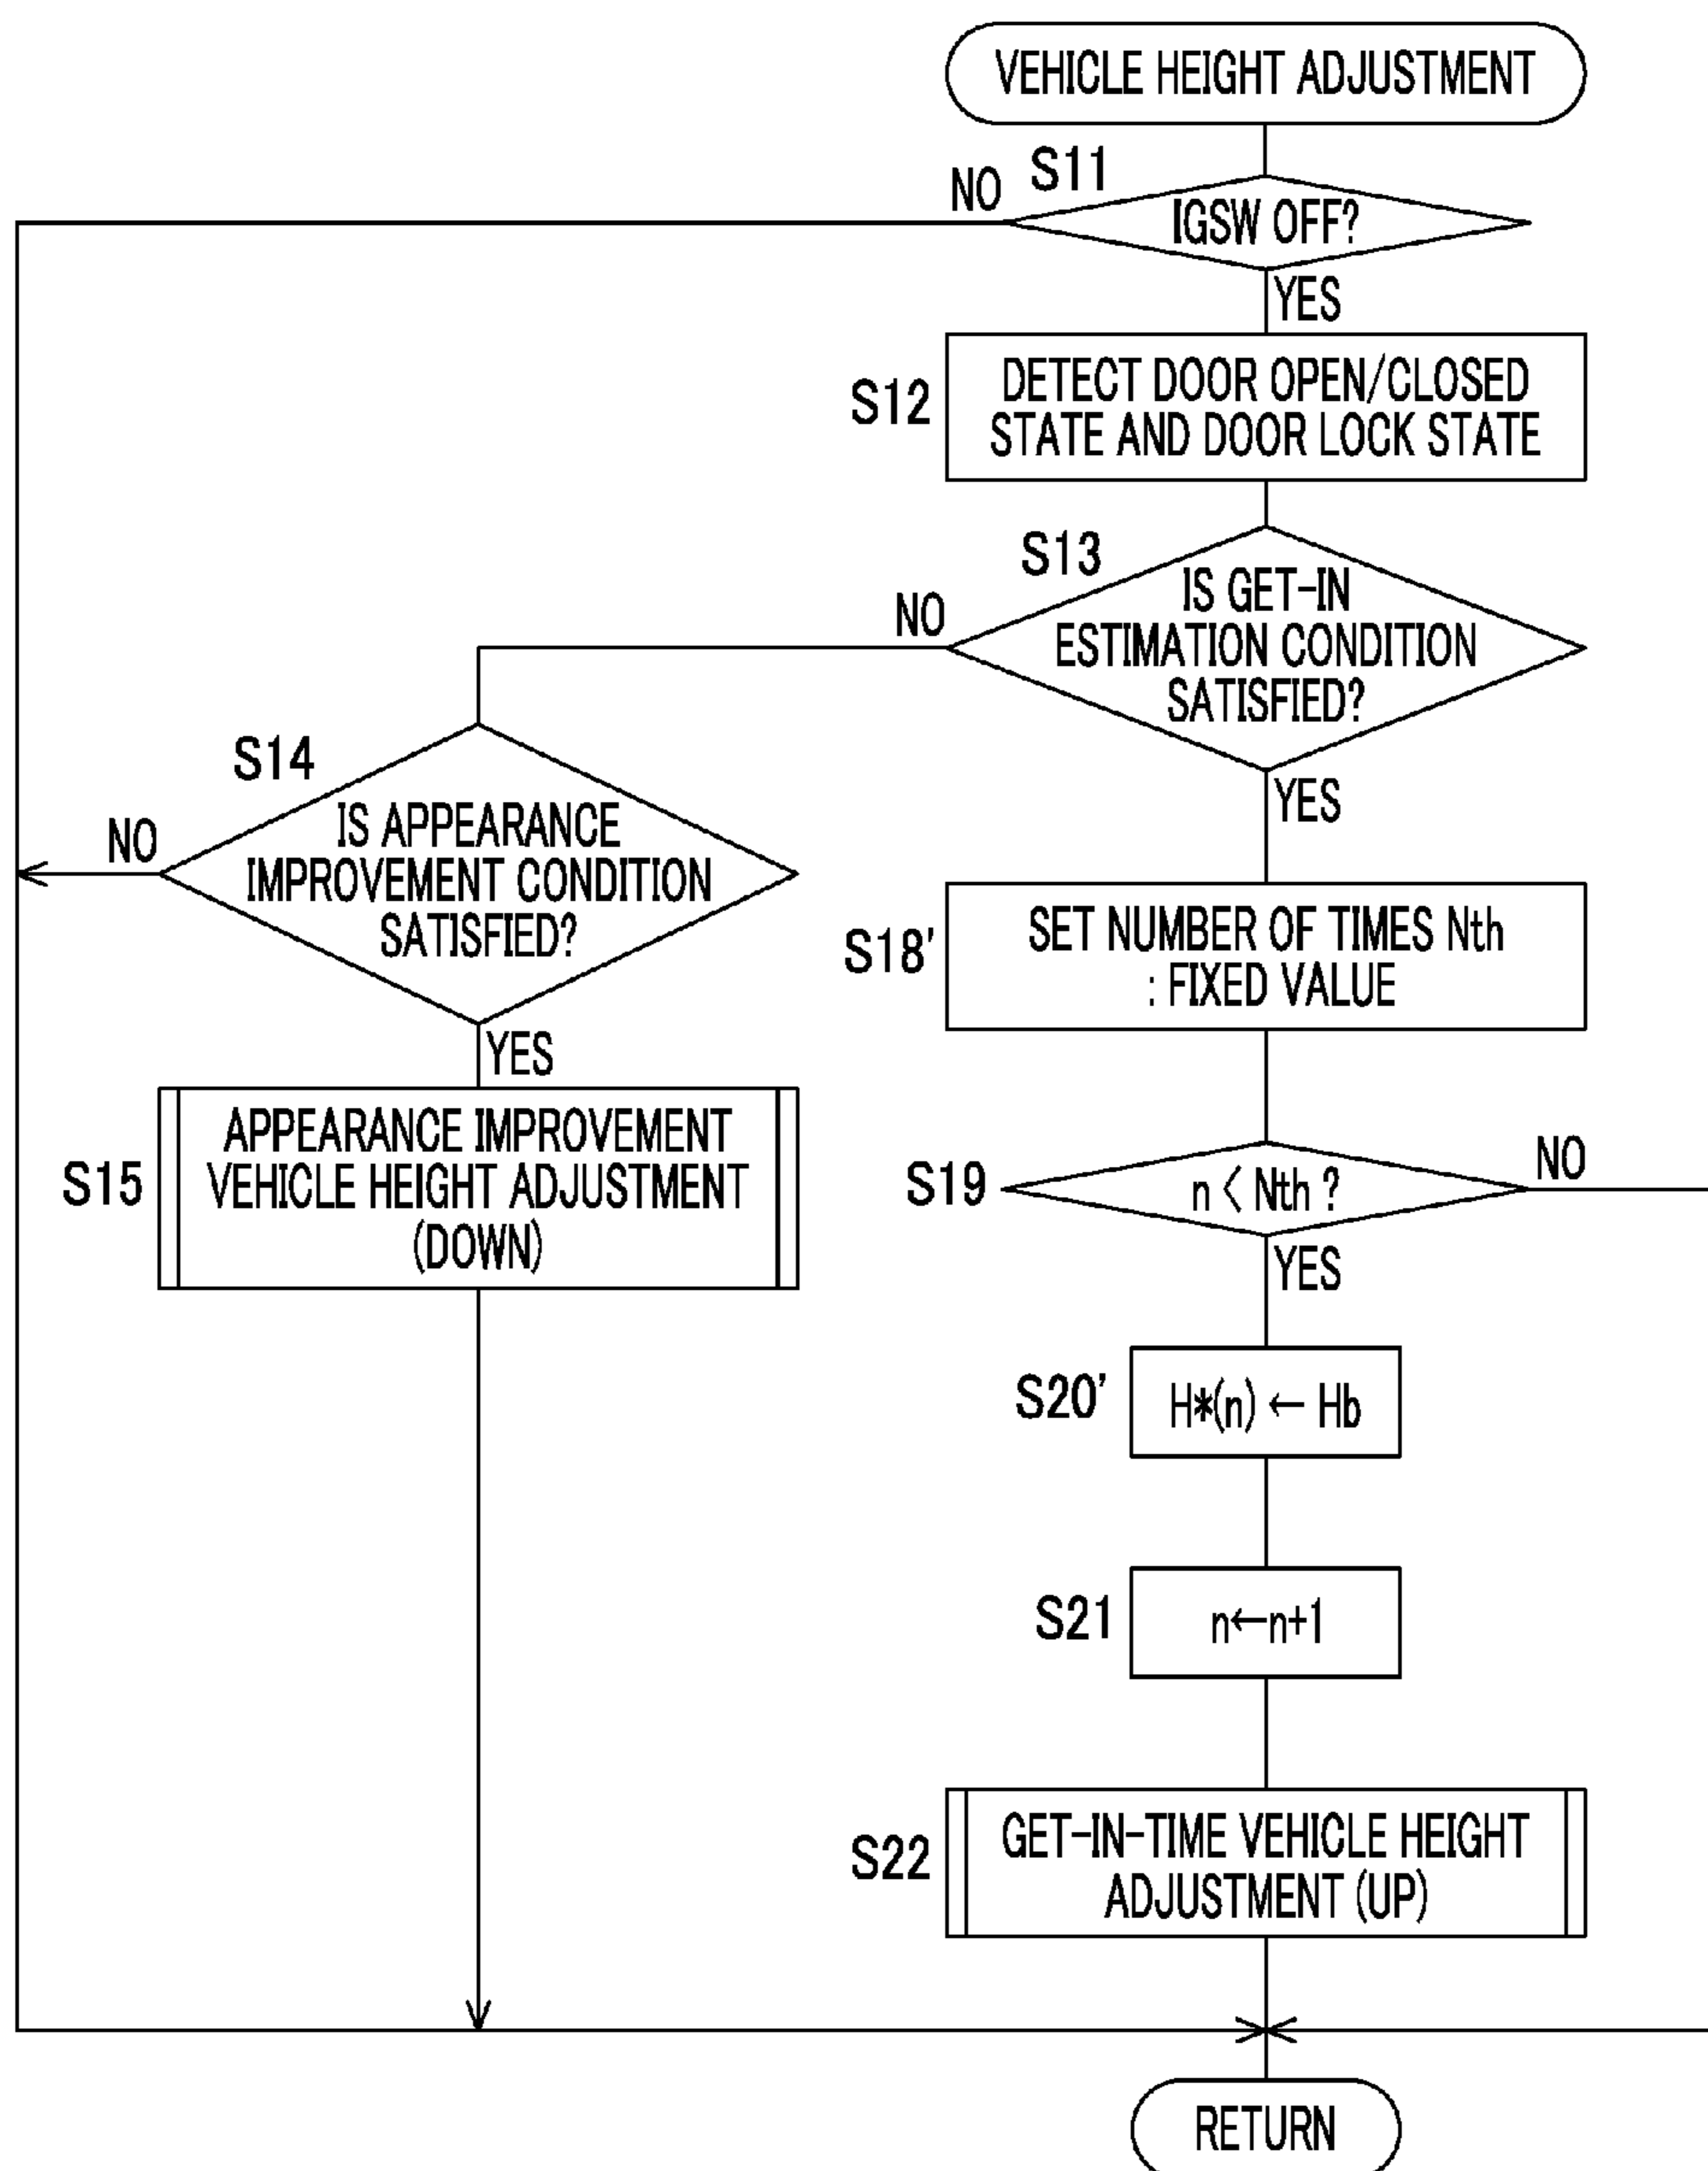 VEHICLE HEIGHT ADJUSTMENT
S11
NO
IGSW OFF?
YES
S12
DETECT DOOR OPEN/CLOSED
STATE AND DOOR LOCK STATE
S13
NO
IS GET-IN
ESTIMATION CONDITION
SATISFIED?
YES
S14
NO
IS APPEARANCE
IMPROVEMENT CONDITION
SATISFIED?
YES
S15
APPEARANCE IMPROVEMENT
VEHICLE HEIGHT ADJUSTMENT
(DOWN)
S18'
SET NUMBER OF TIMES Nth
: FIXED VALUE
S19
n < Nth ?
NO
YES
S20'
H*(n) ← Hb
S21
n←n+1
S22
GET-IN-TIME VEHICLE HEIGHT
ADJUSTMENT (UP)
RETURN